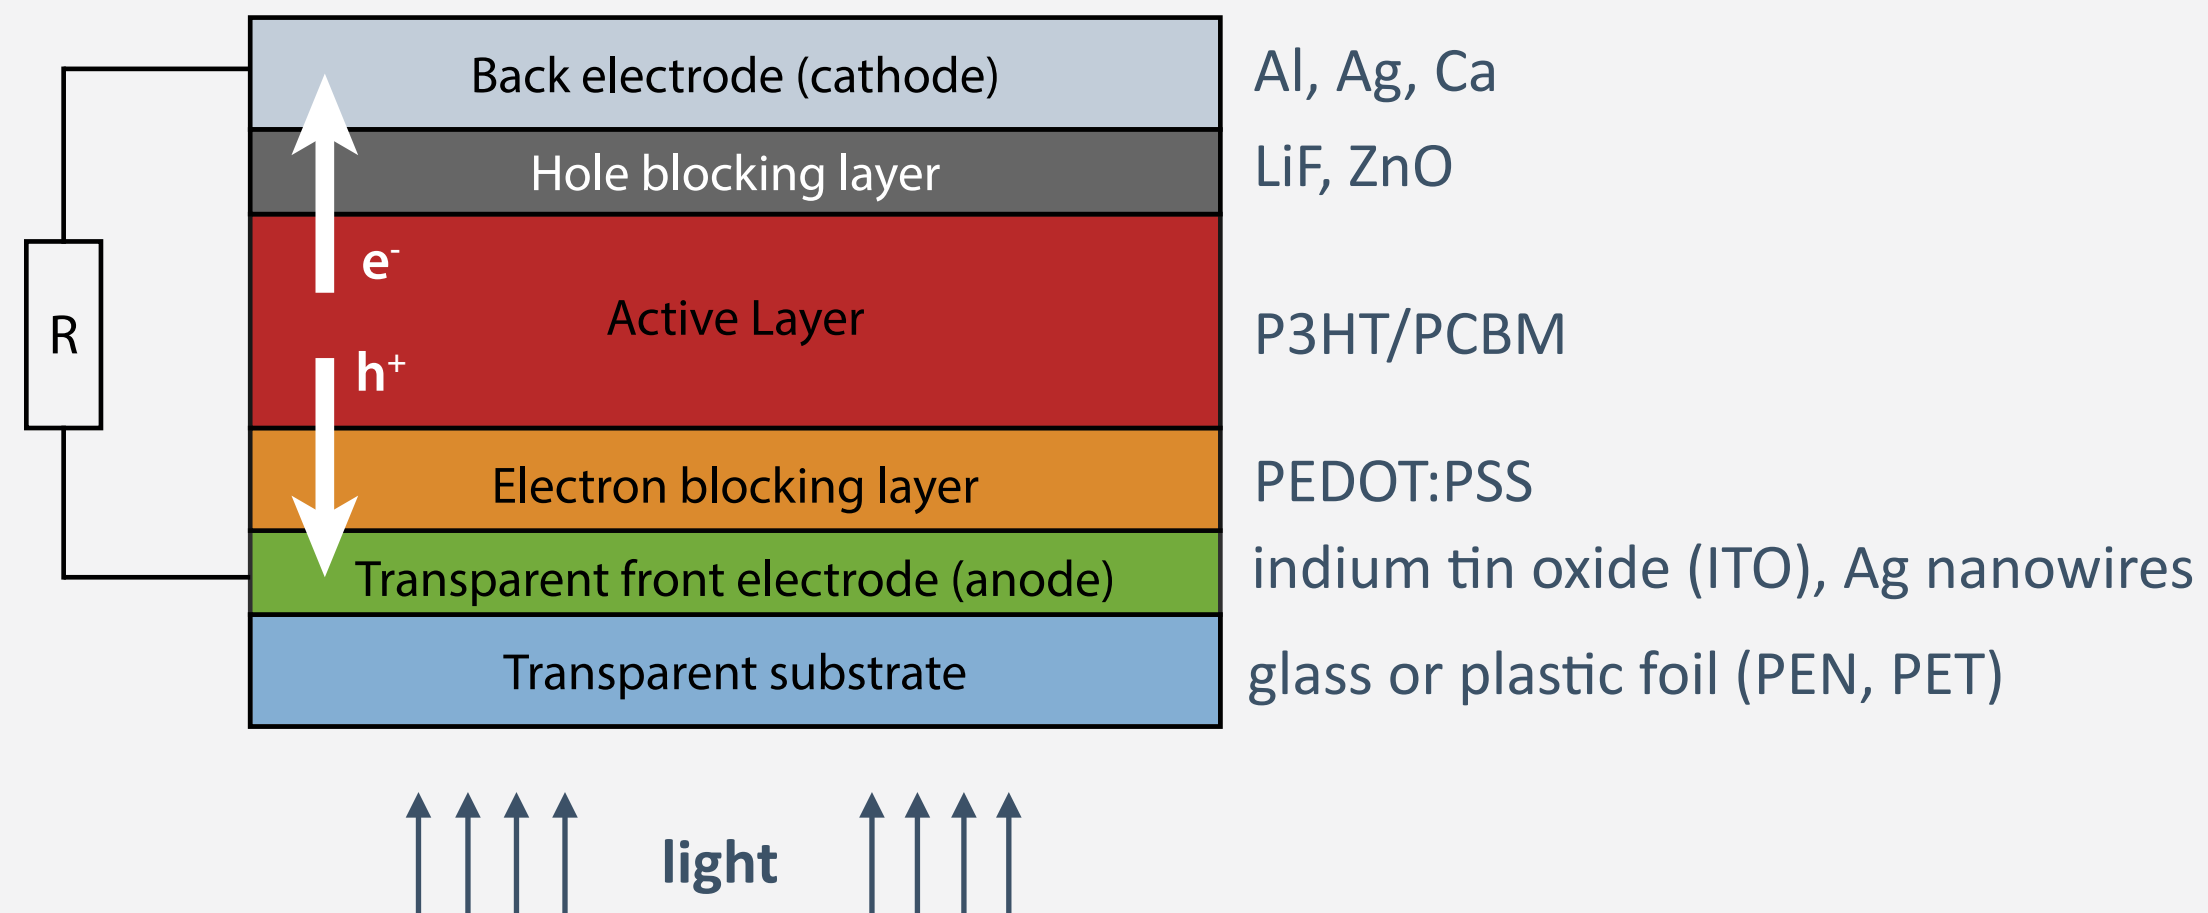 Back electrode (cathode) Al, Ag, Ca
Hole blocking layer LiF, ZnO
e-
Active Layer P3HT/PCBM
R
h+
Electron blocking layer PEDOT:PSS
Transparent front electrode (anode) indium tin oxide (ITO), Ag nanowires
Transparent substrate glass or plastic foil (PEN, PET)
light